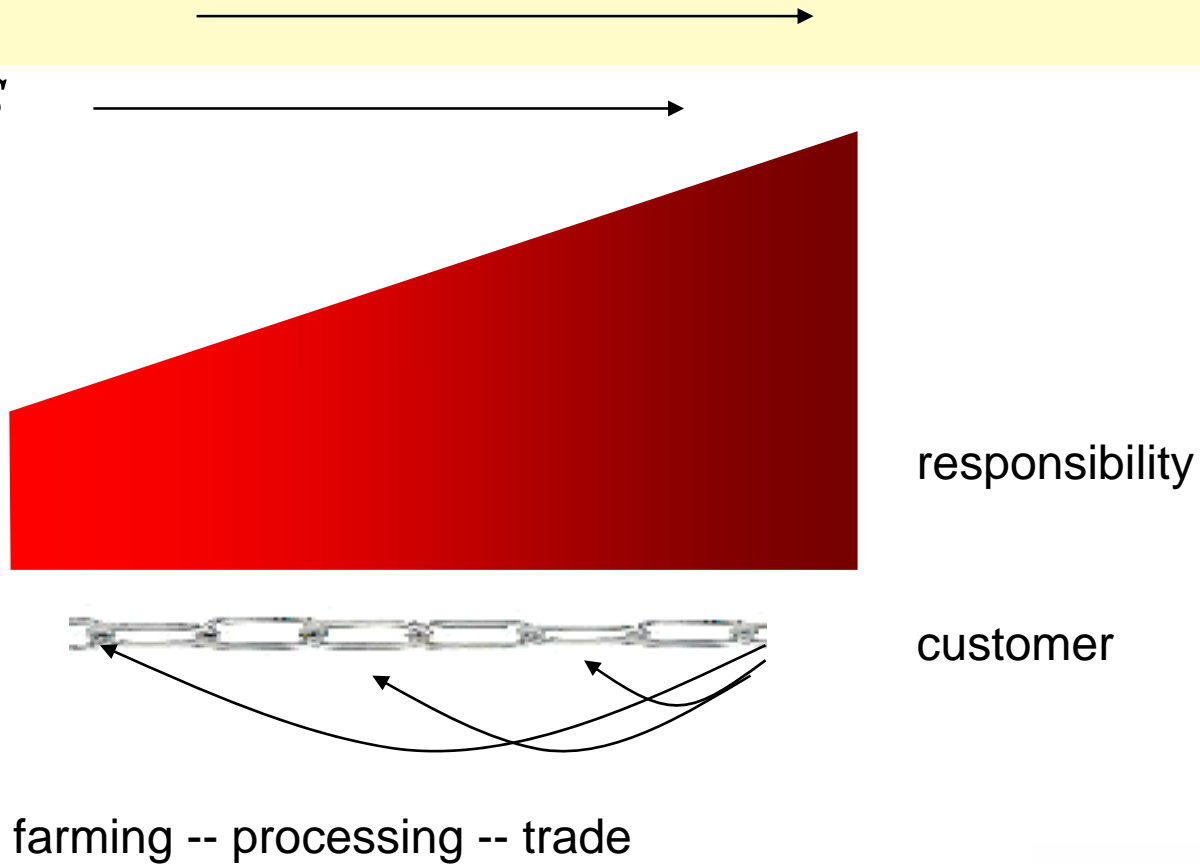 responsibility
customer
farming -- processing -- trade